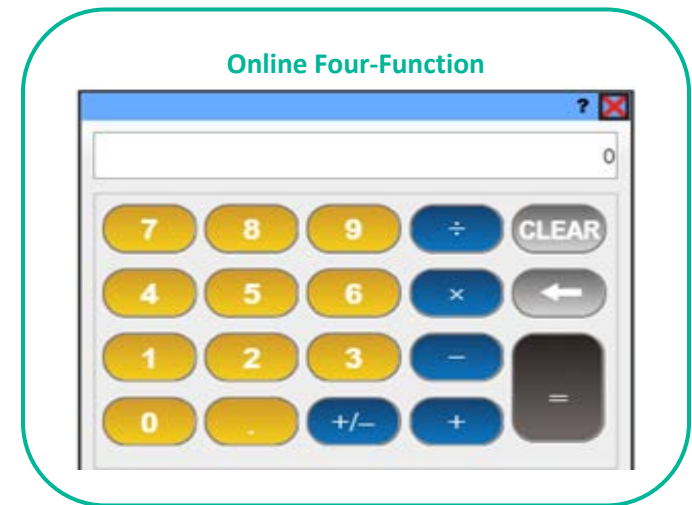 Online Four-Function
?
0
7 8 9 ÷ CLEAR
4 5 6 × ←
1 2 3 −
0 . +/− + =